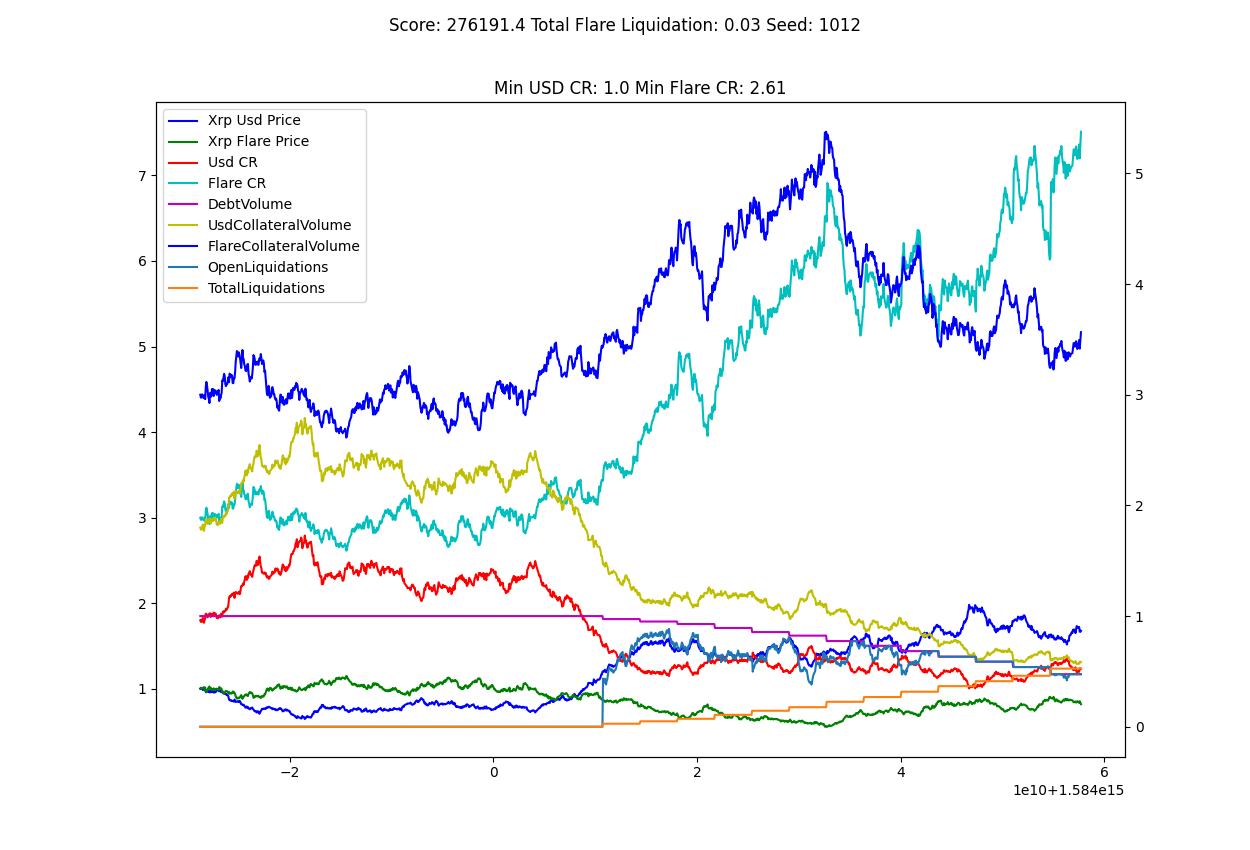 Score: 276191.4 Total Flare Liquidation: 0.03 Seed: 1012
Min USD CR: 1.0 Min Flare CR: 2.61
Xrp Usd Price
Xrp Flare Price
Usd CR
Flare CR
DebtVolume
UsdCollateralVolume
FlareCollateralVolume
OpenLiquidations
TotalLiquidations
7
6
5
4
3
2
1
5
4
3
2
1
0
−2
0
2
4
6
1e10+1.584e15